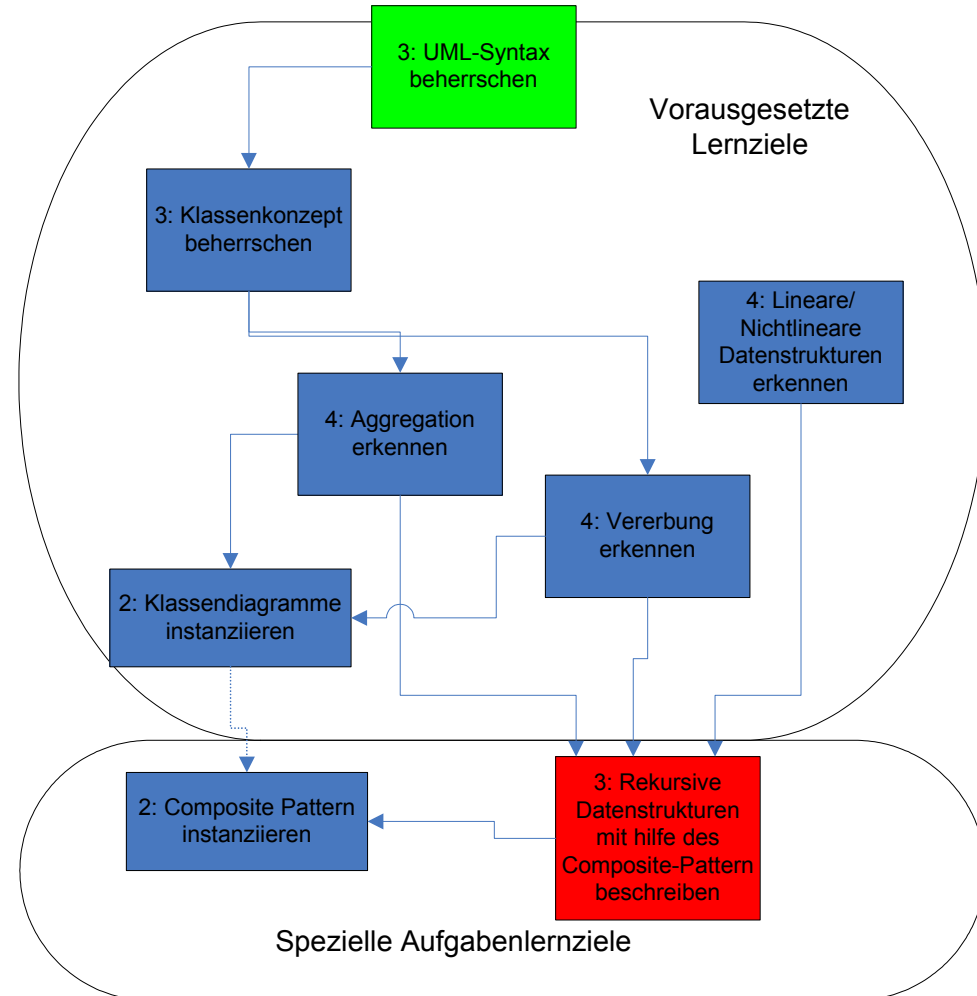 3: UML-Syntax
beherrschen
Vorausgesetzte
Lernziele
3: Klassenkonzept
beherrschen
4: Lineare/
Nichtlineare
Datenstrukturen
erkennen
4: Aggregation
erkennen
4: Vererbung
erkennen
2: Klassendiagramme
instanziieren
2: Composite Pattern
instanziieren
3: Rekursive
Datenstrukturen
mit hilfe des
Composite-Pattern
beschreiben
Spezielle Aufgabenlernziele